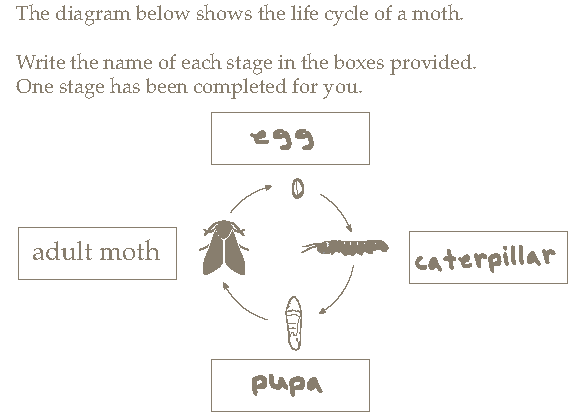 The diagram below shows the life cycle of a moth.
Write the name of each stage in the boxes provided.
One stage has been completed for you.
egg
adult moth
caterpillar
pupa